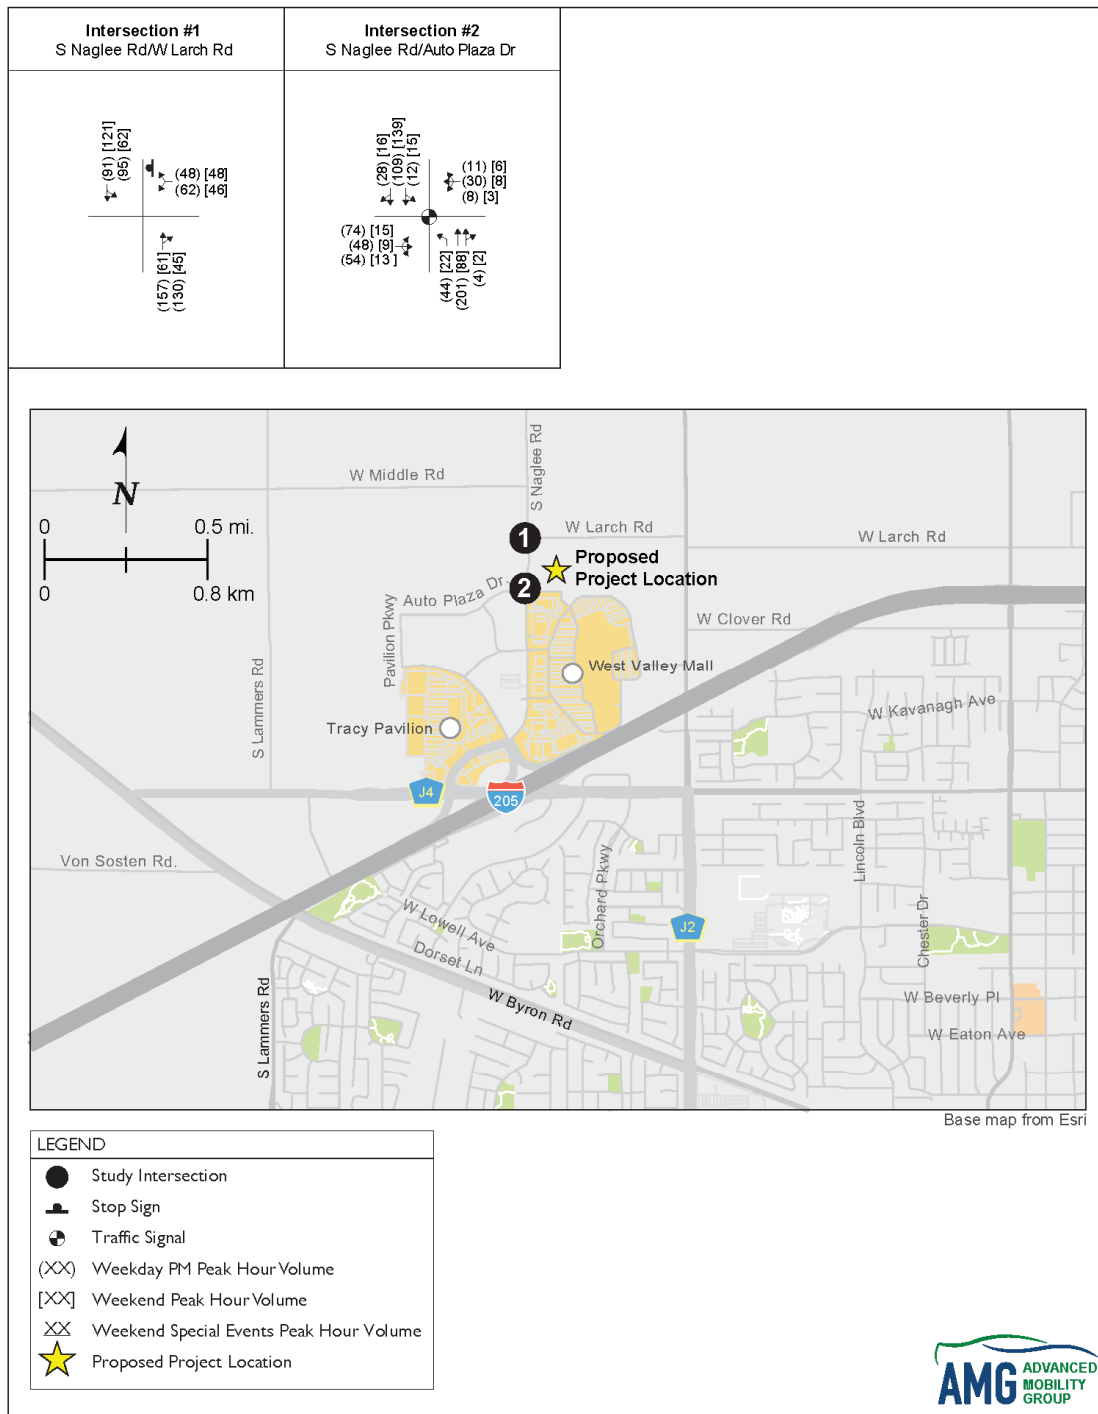 Intersection #1
S Naglee Rd/W Larch Rd
Intersection #2
S Naglee Rd/Auto Plaza Dr
(91) [121]
(95) [62]
(48) [48]
(62) [46]
(157) [61]
(130) [45]
(28) [16]
(109) [139]
(12) [15]
(11) [6]
(30) [8]
(8) [3]
(74) [15]
(48) [9]
(54) [13 ]
(44) [22]
(201) [88]
(4) [2]
N
0 0.5 mi.
0 0.8 km
W Middle Rd
S Naglee Rd
W Larch Rd
W Larch Rd
1
Proposed
Project Location
2
Auto Plaza Dr.
Pavilion Pkwy
W Clover Rd
S Lammers Rd
West Valley Mall
W Kavanagh Ave
Tracy Pavilion
J4
205
Lincoln Blvd
Von Sosten Rd.
Orchard Pkwy
W Lowell Ave
J2
Chester Dr
Dorset Ln
W Byron Rd
S Lammers Rd
W Beverly Pl
W Eaton Ave
Base map from Esri
LEGEND
Study Intersection
Stop Sign
Traffic Signal
(XX) Weekday PM Peak Hour Volume
[XX] Weekend Peak Hour Volume
XX Weekend Special Events Peak Hour Volume
Proposed Project Location
AMG ADVANCED
MOBILITY
GROUP